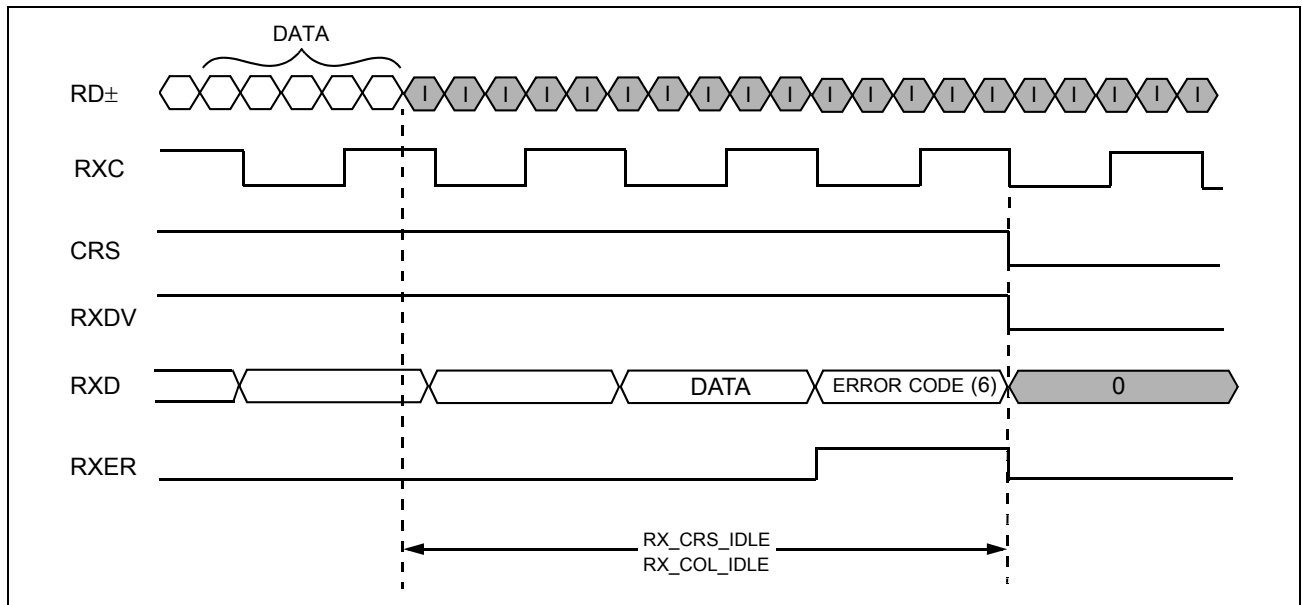 DATA
RD± I I I I I I I I I I I I I I I I I I I I
RXC
CRS
RXDV
RXD DATA ERROR CODE (6) 0
RXER
RX_CRS_IDLE
RX_COL_IDLE